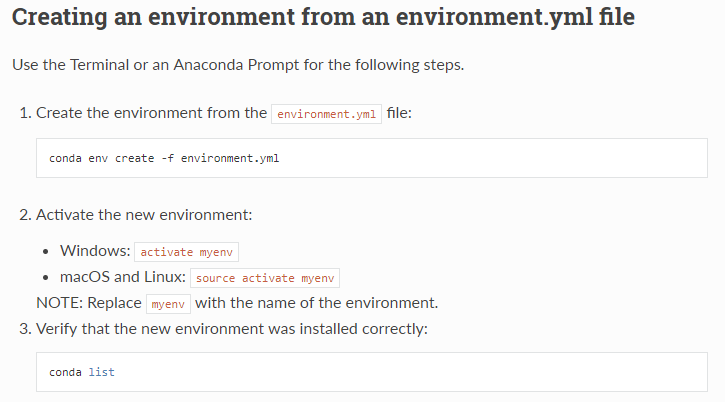 Creating an environment from an environment.yml file
Use the Terminal or an Anaconda Prompt for the following steps.
1. Create the environment from the environment.yml file:
conda env create -f environment.yml
2. Activate the new environment:
• Windows: activate myenv
• macOS and Linux: source activate myenv
NOTE: Replace myenv with the name of the environment.
3. Verify that the new environment was installed correctly:
conda list